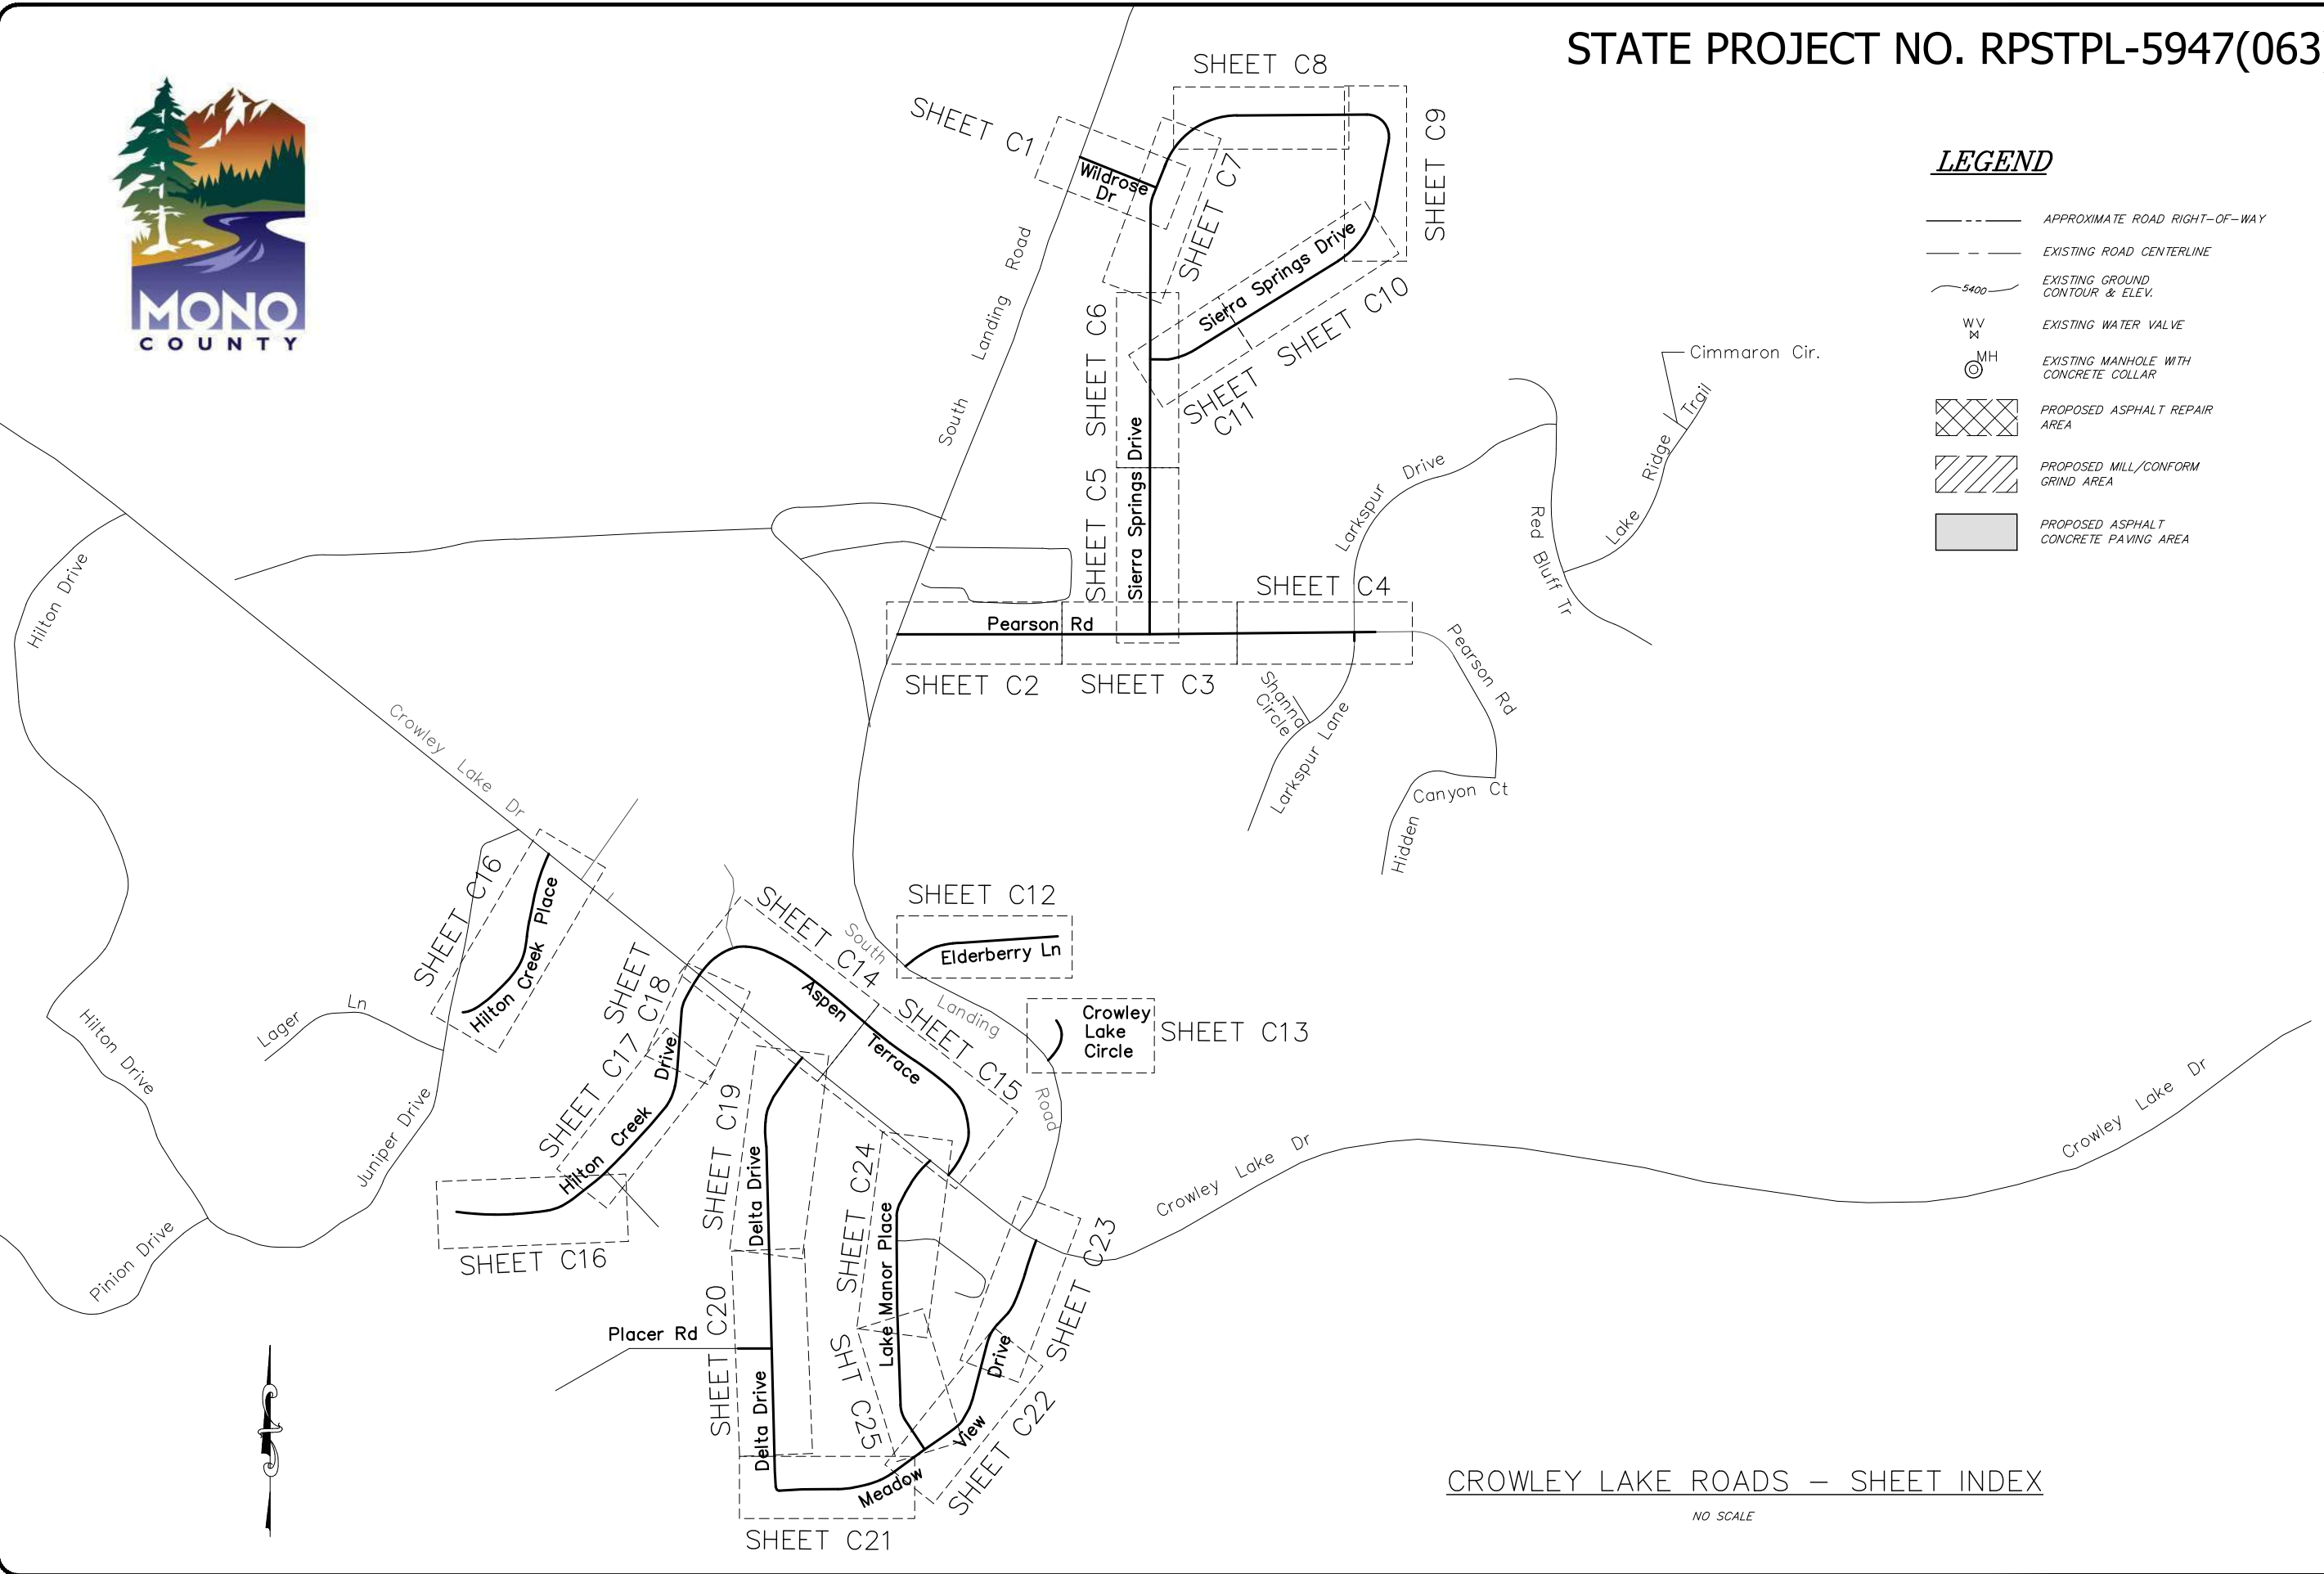 STATE PROJECT NO. RPSTPL-5947(063
MONO
COUNTY
LEGEND
APPROXIMATE ROAD RIGHT-OF-WAY
EXISTING ROAD CENTERLINE
5400
EXISTING GROUND
CONTOUR & ELEV.
WV
EXISTING WATER VALVE
MH
EXISTING MANHOLE WITH
CONCRETE COLLAR
PROPOSED ASPHALT REPAIR
AREA
PROPOSED MILL/CONFORM
GRIND AREA
PROPOSED ASPHALT
CONCRETE PAVING AREA
SHEET C8
SHEET C1
Wildrose
Dr
SHEET C7
SHEET C9
South Landing Road
Sierra Springs Drive
SHEET C10
SHEET
C11
SHEET C6
SHEET C5
Sierra Springs Drive
Cimmaron Cir.
Lake Ridge Trail
Larkspur Drive
Red Bluff Tr
SHEET C4
Pearson Rd
SHEET C2
SHEET C3
Pearson Rd
Shanna
Circle
Larkspur Lane
Hidden Canyon Ct
Hilton Drive
Crowley Lake Dr
SHEET C16
Hilton Creek Place
SHEET C12
Elderberry Ln
South Landing Road
SHEET C14
Aspen Terrace
SHEET C15
Crowley
Lake
Circle
SHEET C13
SHEET
C18
SHEET C17
Hilton Creek Drive
Lager Ln
Hilton Drive
Juniper Drive
Pinion Drive
SHEET C16
SHEET C19
Delta Drive
SHEET C24
Lake Manor Place
SHEET C23
Crowley Lake Dr
Crowley Lake Dr
Placer Rd
SHEET C20
Delta Drive
SHT C25
Meadow View Drive
SHEET C22
SHEET C21
CROWLEY LAKE ROADS – SHEET INDEX
NO SCALE